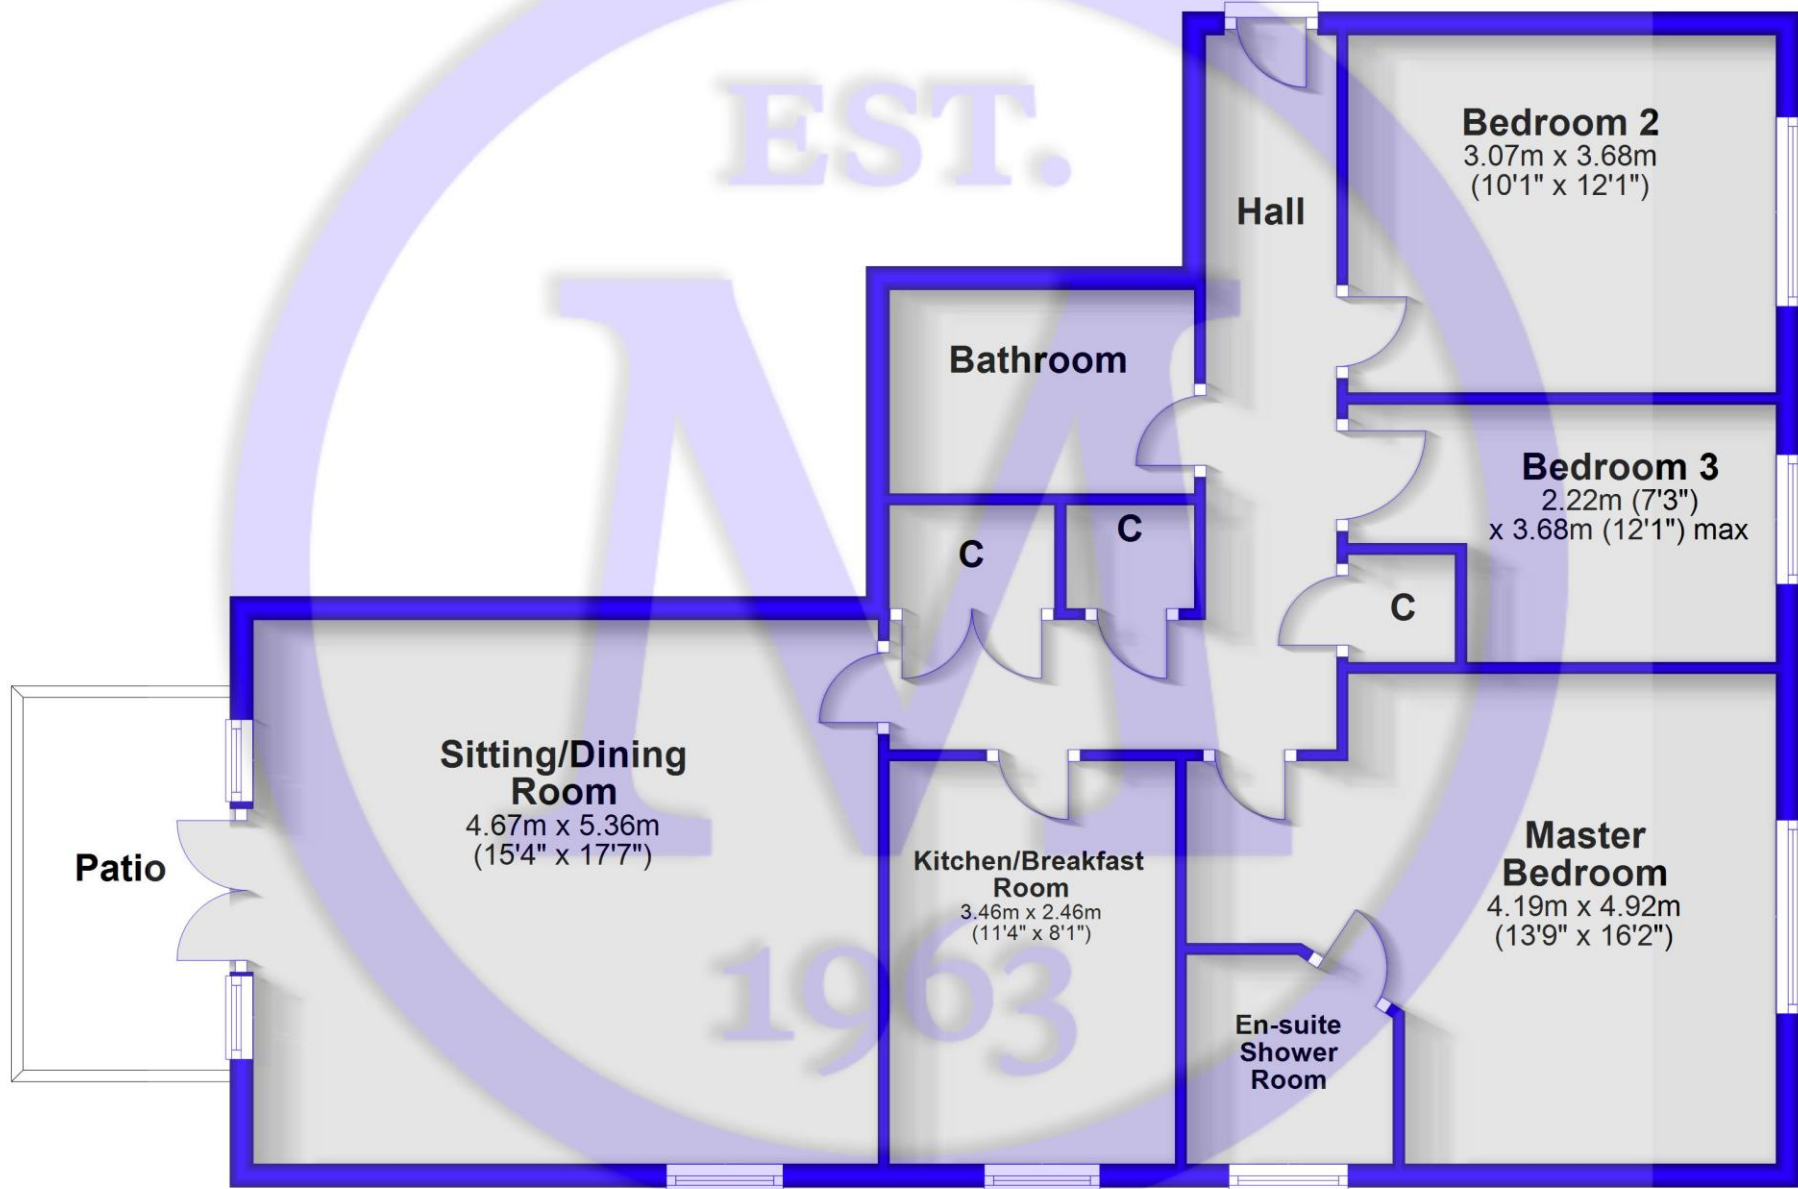 EST.
Bedroom 2
3.07m x 3.68m
(10'1" x 12'1")
Hall
Bathroom
Bedroom 3
2.22m (7'3")
x 3.68m (12'1") max
C
C
C
Sitting/Dining
Room
4.67m x 5.36m
(15'4" x 17'7")
Patio
Kitchen/Breakfast
Room
3.46m x 2.46m
(11'4" x 8'1")
Master
Bedroom
4.19m x 4.92m
(13'9" x 16'2")
En-suite
Shower
Room
M
1963